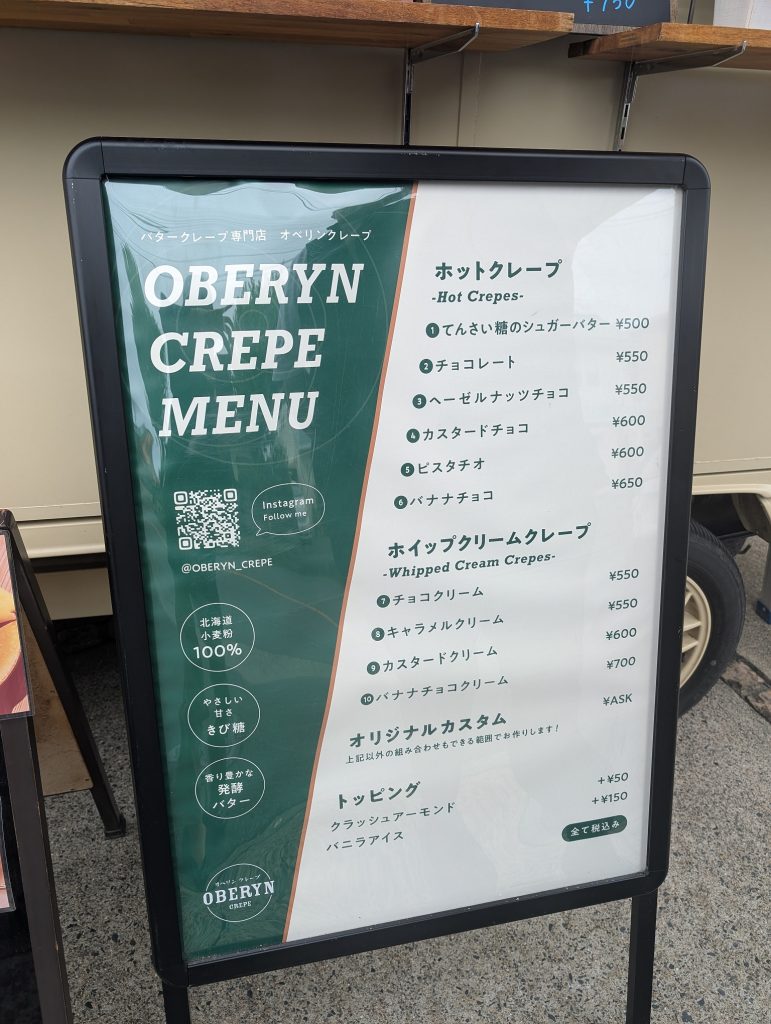 ¥750
バタークレープ専門店 オベリンクレープ
OBERYN
CREPE
MENU
Instagram
Follow me
@OBERYN_CREPE
北海道
小麦粉
100%
やさしい
甘さ
きび糖
香り豊かな
発酵
バター
オベリン クレープ
OBERYN
CREPE
ホットクレープ
-Hot Crepes-
1 てんさい糖のシュガーバター ¥500
2 チョコレート ¥550
3 ヘーゼルナッツチョコ ¥550
4 カスタードチョコ ¥600
5 ピスタチオ ¥600
6 バナナチョコ ¥650
ホイップクリームクレープ
-Whipped Cream Crepes-
7 チョコクリーム ¥550
8 キャラメルクリーム ¥550
9 カスタードクリーム ¥600
10 バナナチョコクリーム ¥700
オリジナルカスタム ¥ASK
上記以外の組み合わせもできる範囲でお作りします!
トッピング
クラッシュアーモンド +¥50
バニラアイス +¥150
全て税込み